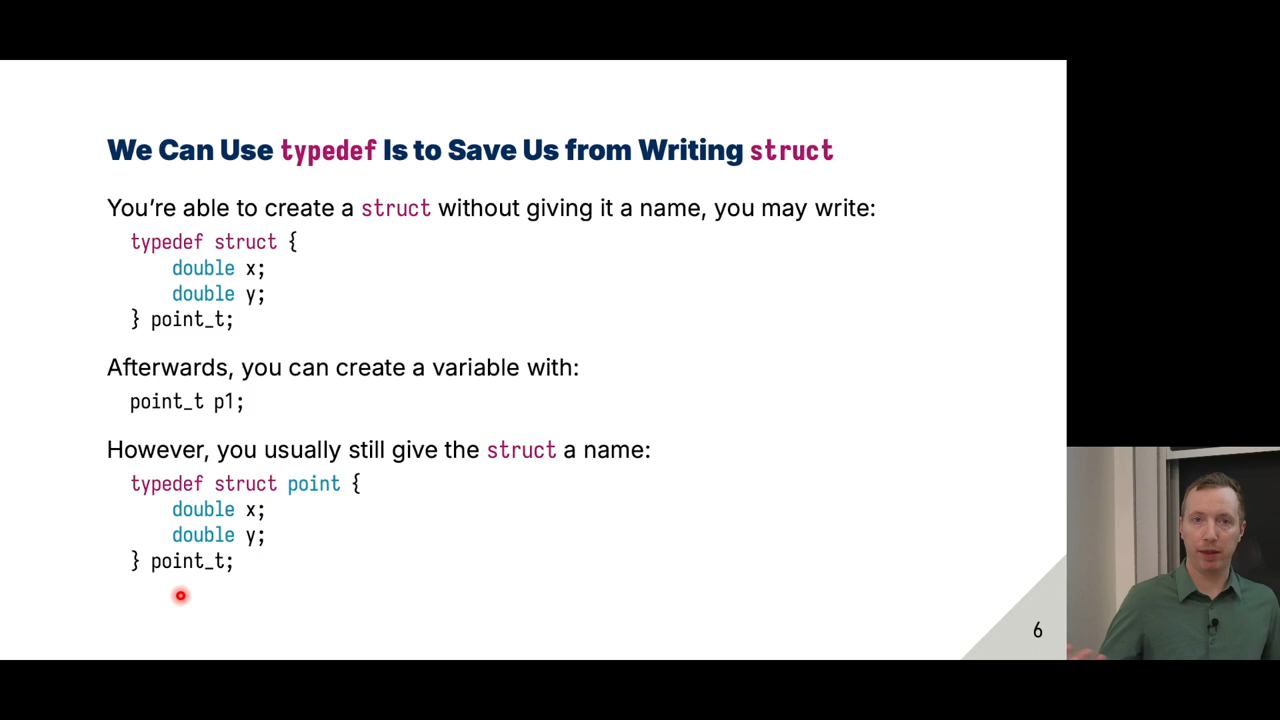 We Can Use typedef Is to Save Us from Writing struct
You're able to create a struct without giving it a name, you may write:
typedef struct {
double x;
double y;
} point_t;
Afterwards, you can create a variable with:
point_t p1;
However, you usually still give the struct a name:
typedef struct point {
double x;
double y;
} point_t;
6